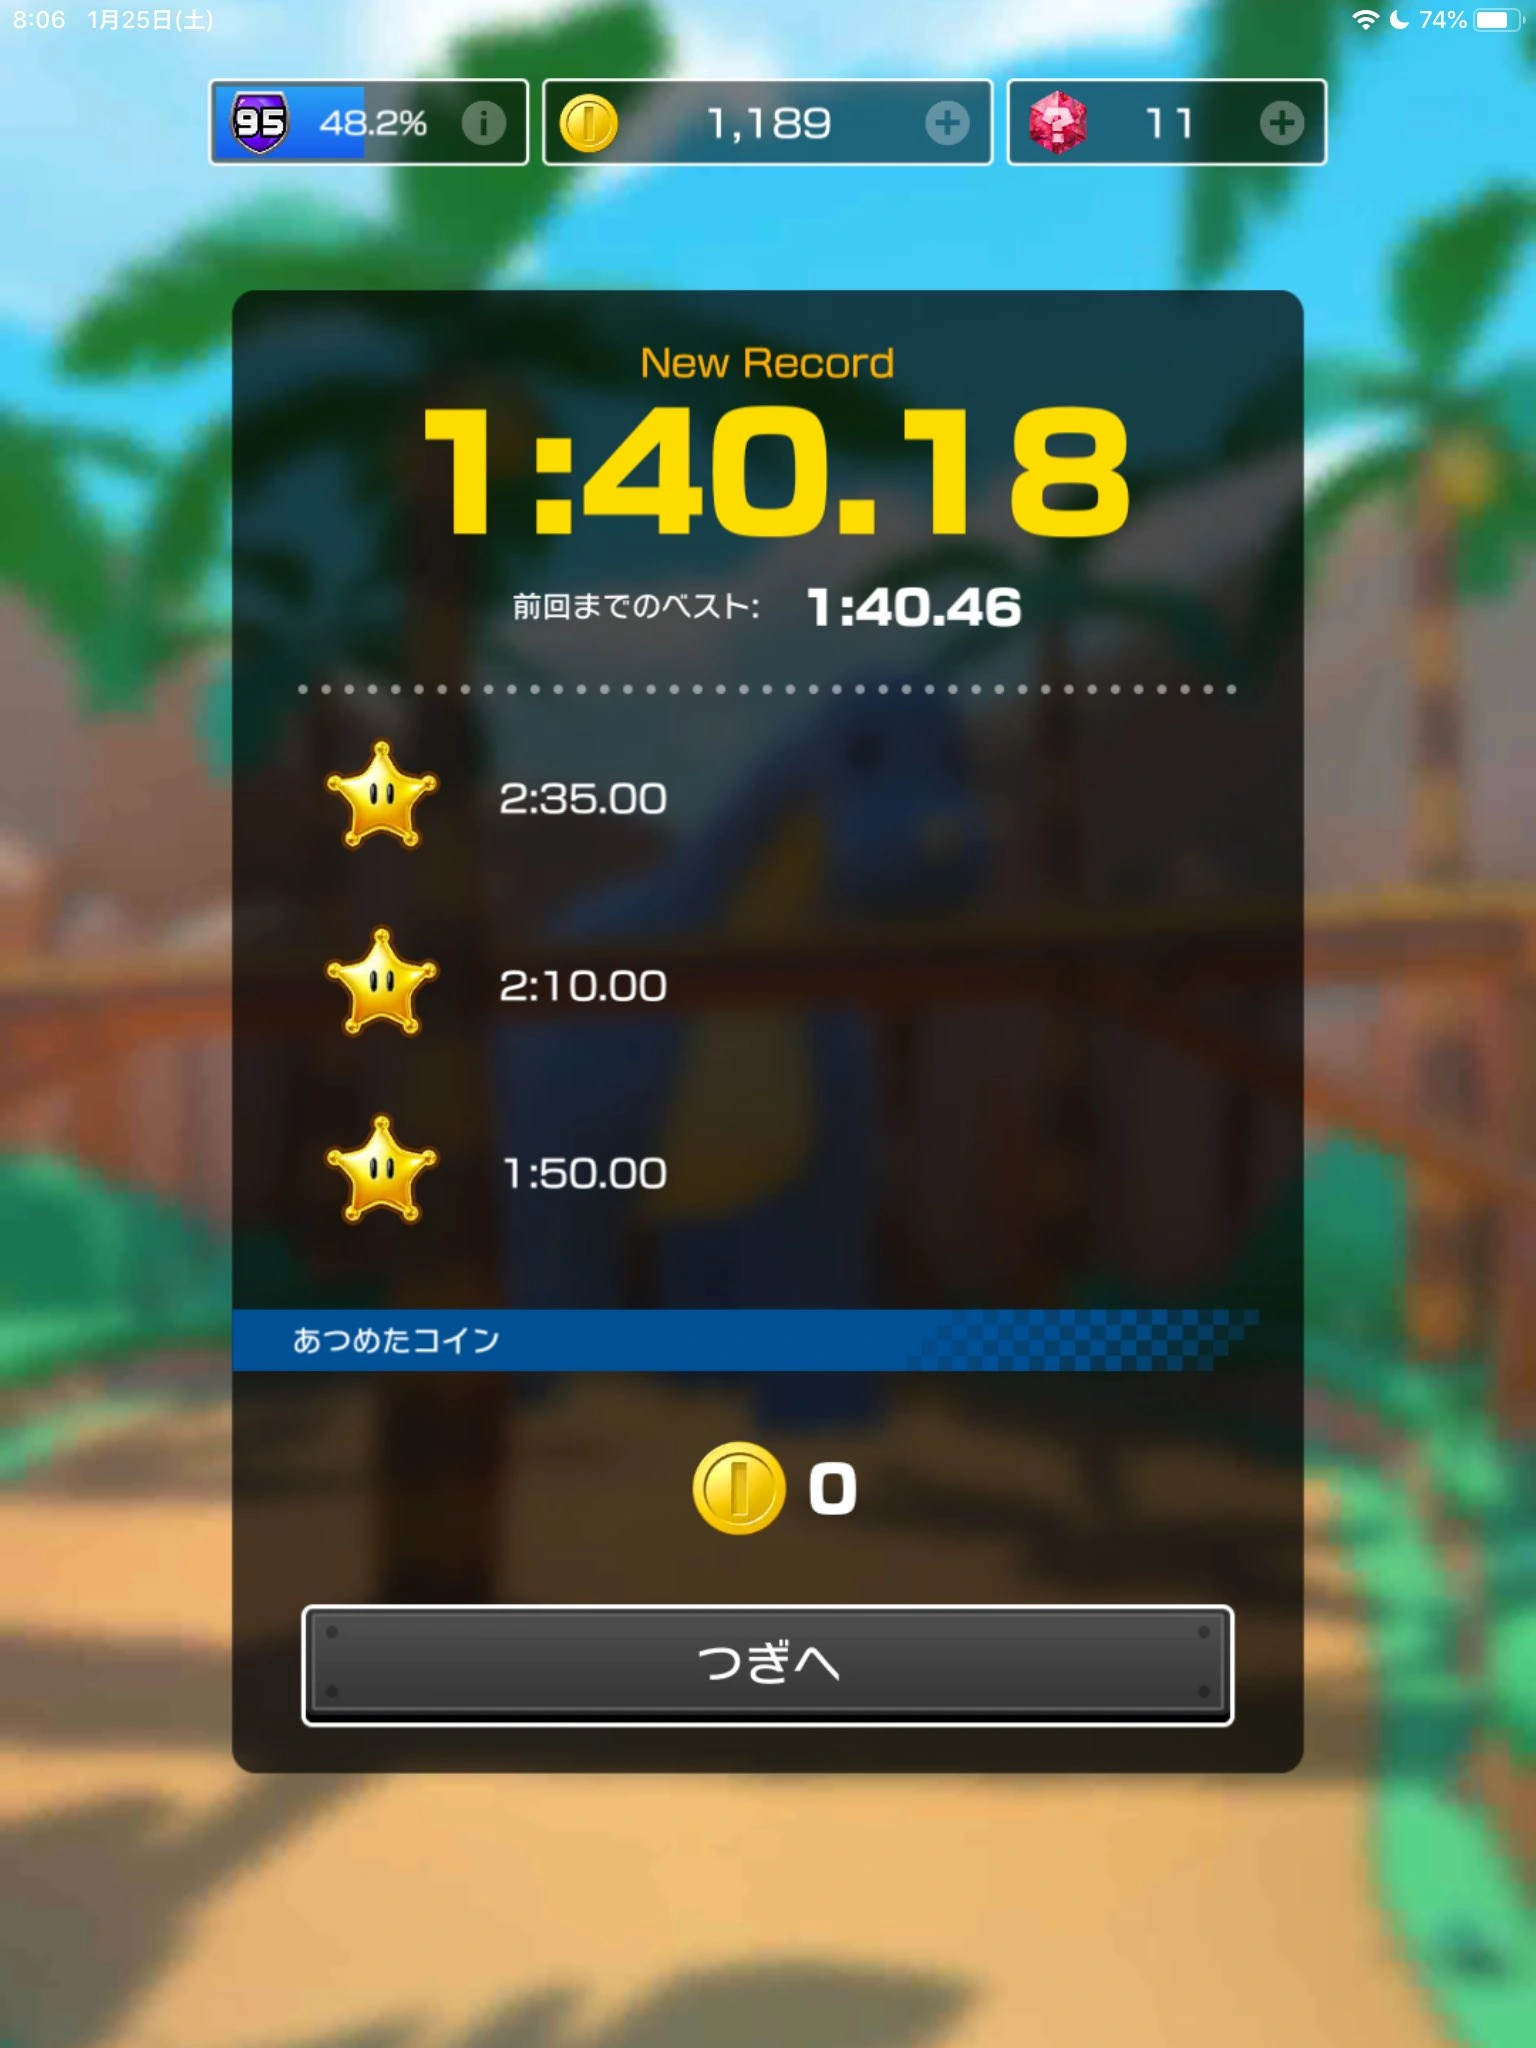 8:06 1月25日(土) 74%
95 48.2% 1,189 11
New Record
1:40.18
前回までのベスト: 1:40.46
2:35.00
2:10.00
1:50.00
あつめたコイン
0
つぎへ